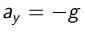 a_y = −g